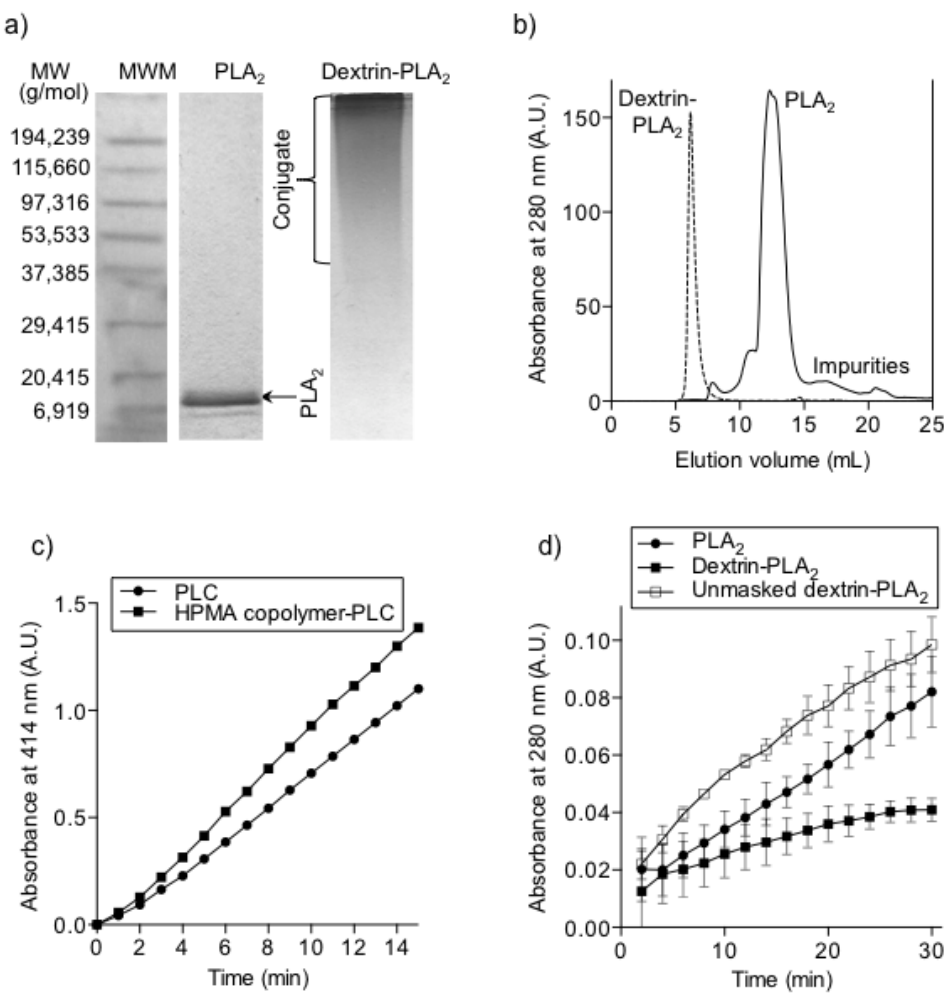 a)
MW
(g/mol)
MWM
PLA₂
Dextrin-PLA₂
194,239
115,660
97,316
53,533
37,385
29,415
20,415
6,919
Conjugate
PLA₂
b)
Absorbance at 280 nm (A.U.)
150
100
50
0
Dextrin-
PLA₂
PLA₂
Impurities
0 5 10 15 20 25
Elution volume (mL)
c)
PLC
HPMA copolymer-PLC
Absorbance at 414 nm (A.U.)
1.5
1.0
0.5
0.0
0 2 4 6 8 10 12 14
Time (min)
d)
PLA₂
Dextrin-PLA₂
Unmasked dextrin-PLA₂
Absorbance at 280 nm (A.U.)
0.10
0.08
0.06
0.04
0.02
0.00
0 10 20 30
Time (min)